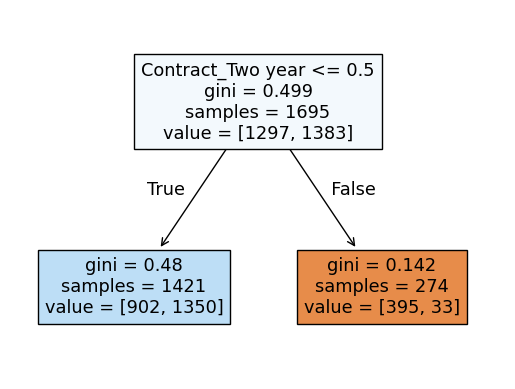 Contract_Two year <= 0.5
gini = 0.499
samples = 1695
value = [1297, 1383]
True
False
gini = 0.48
samples = 1421
value = [902, 1350]
gini = 0.142
samples = 274
value = [395, 33]